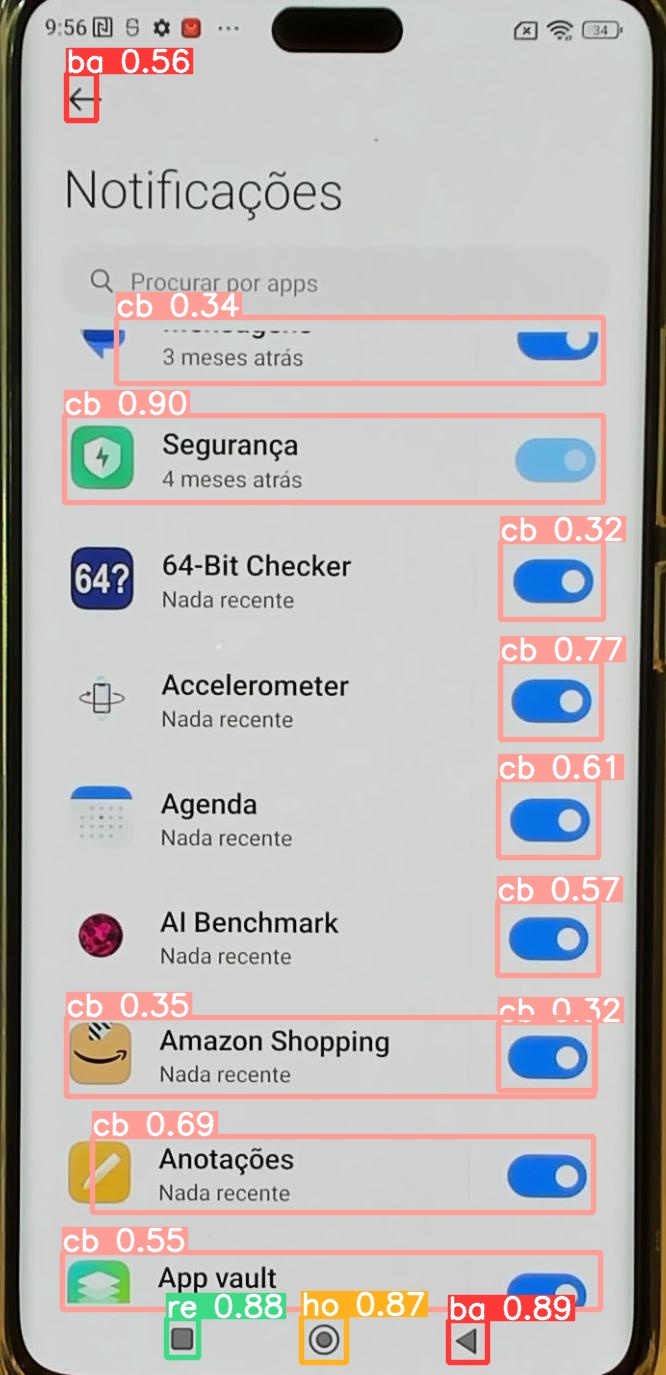 9:56
34
ba 0.56
Notificações
Procurar por apps
cb 0.34
3 meses atrás
cb 0.90
Segurança
4 meses atrás
cb 0.32
64?
64-Bit Checker
Nada recente
cb 0.77
Accelerometer
Nada recente
cb 0.61
Agenda
Nada recente
cb 0.57
AI Benchmark
Nada recente
cb 0.35
cb 0.32
Amazon Shopping
Nada recente
cb 0.69
Anotações
Nada recente
cb 0.55
App vault
re 0.88
ho 0.87
ba 0.89